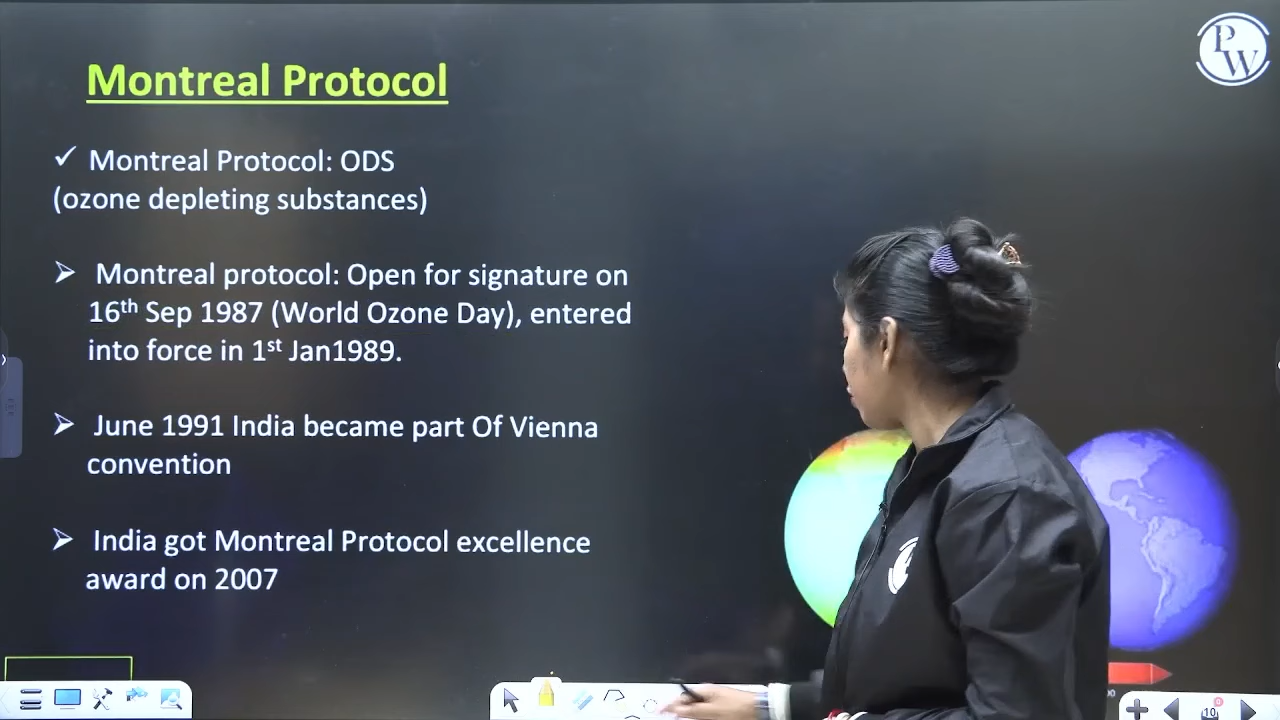 PW
Montreal Protocol
✓ Montreal Protocol: ODS
(ozone depleting substances)
➢ Montreal protocol: Open for signature on
16th Sep 1987 (World Ozone Day), entered
into force in 1st Jan1989.
➢ June 1991 India became part Of Vienna
convention
➢ India got Montreal Protocol excellence
award on 2007
10